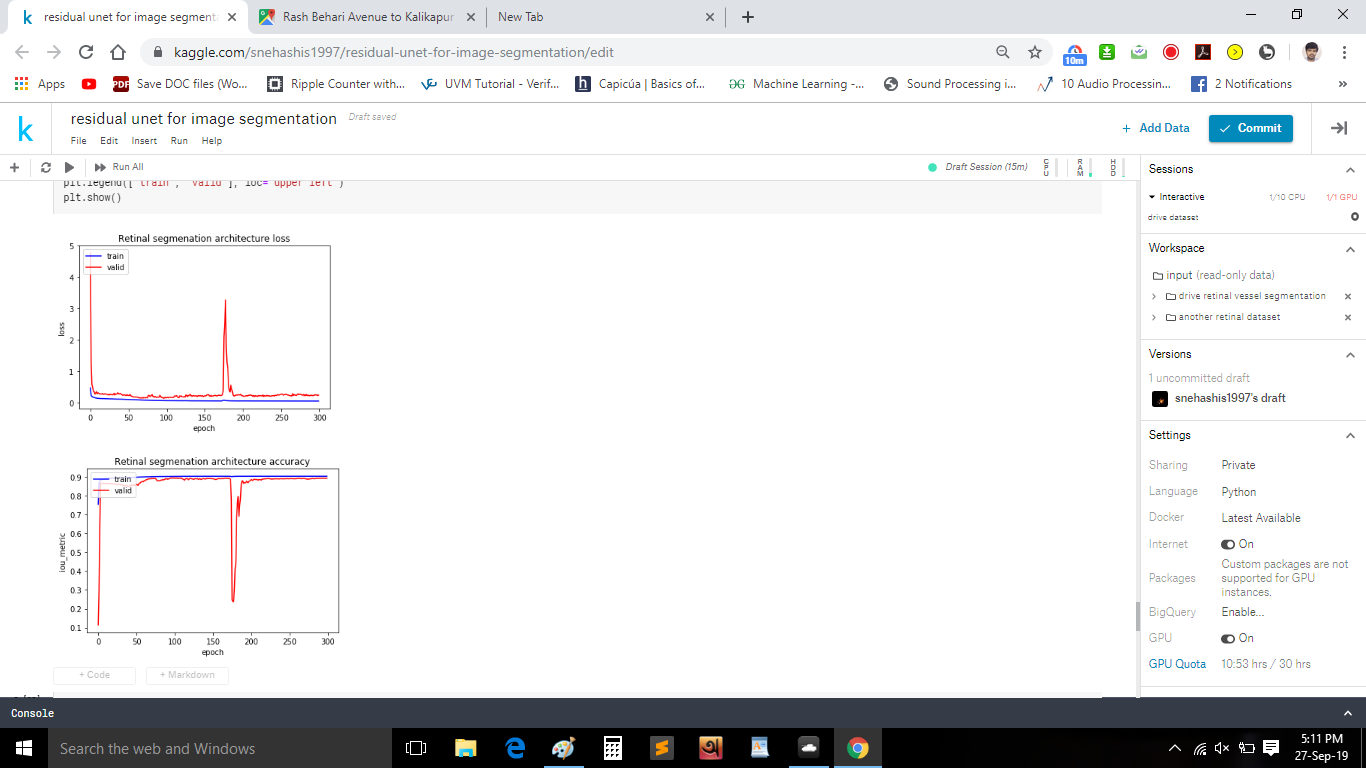 residual unet for image segmenta
Rash Behari Avenue to Kalikapur
New Tab
kaggle.com/snehashis1997/residual-unet-for-image-segmentation/edit
10m
Apps
PDF Save DOC files (Wo...
Ripple Counter with...
UVM Tutorial - Verif...
h Capicúa | Basics of...
Machine Learning -...
Sound Processing i...
10 Audio Processin...
2 Notifications
k
residual unet for image segmentation
Draft saved
File Edit Insert Run Help
+ Add Data
Commit
Run All
Draft Session (15m)
CPU
RAM
HDD
plt.legend(['train', 'valid'], loc='upper left')
plt.show()
Retinal segmenation architecture loss
train
valid
5
4
3
2
1
0
loss
0 50 100 150 200 250 300
epoch
Retinal segmenation architecture accuracy
train
valid
0.9
0.8
0.7
0.6
0.5
0.4
0.3
0.2
0.1
iou_metric
0 50 100 150 200 250 300
epoch
+ Code
+ Markdown
Sessions
Interactive 1/10 CPU 1/1 GPU
drive dataset
Workspace
input (read-only data)
drive retinal vessel segmentation
another retinal dataset
Versions
1 uncommitted draft
snehashis1997's draft
Settings
Sharing Private
Language Python
Docker Latest Available
Internet On
Packages Custom packages are not
supported for GPU
instances.
BigQuery Enable...
GPU On
GPU Quota 10:53 hrs / 30 hrs
Console
Search the web and Windows
5:11 PM
27-Sep-19